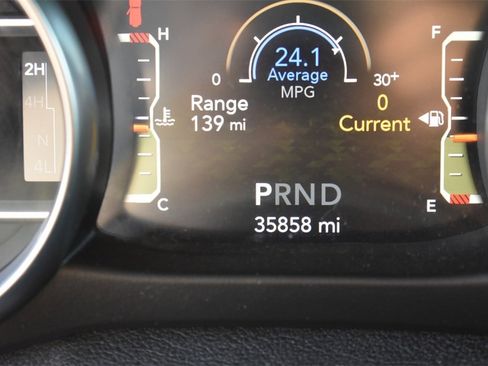 H
F
2H
24.1
Average
0
30+
MPG
4H
Range
0
139 mi
Current
N
4L
PRND
C
E
35858 mi